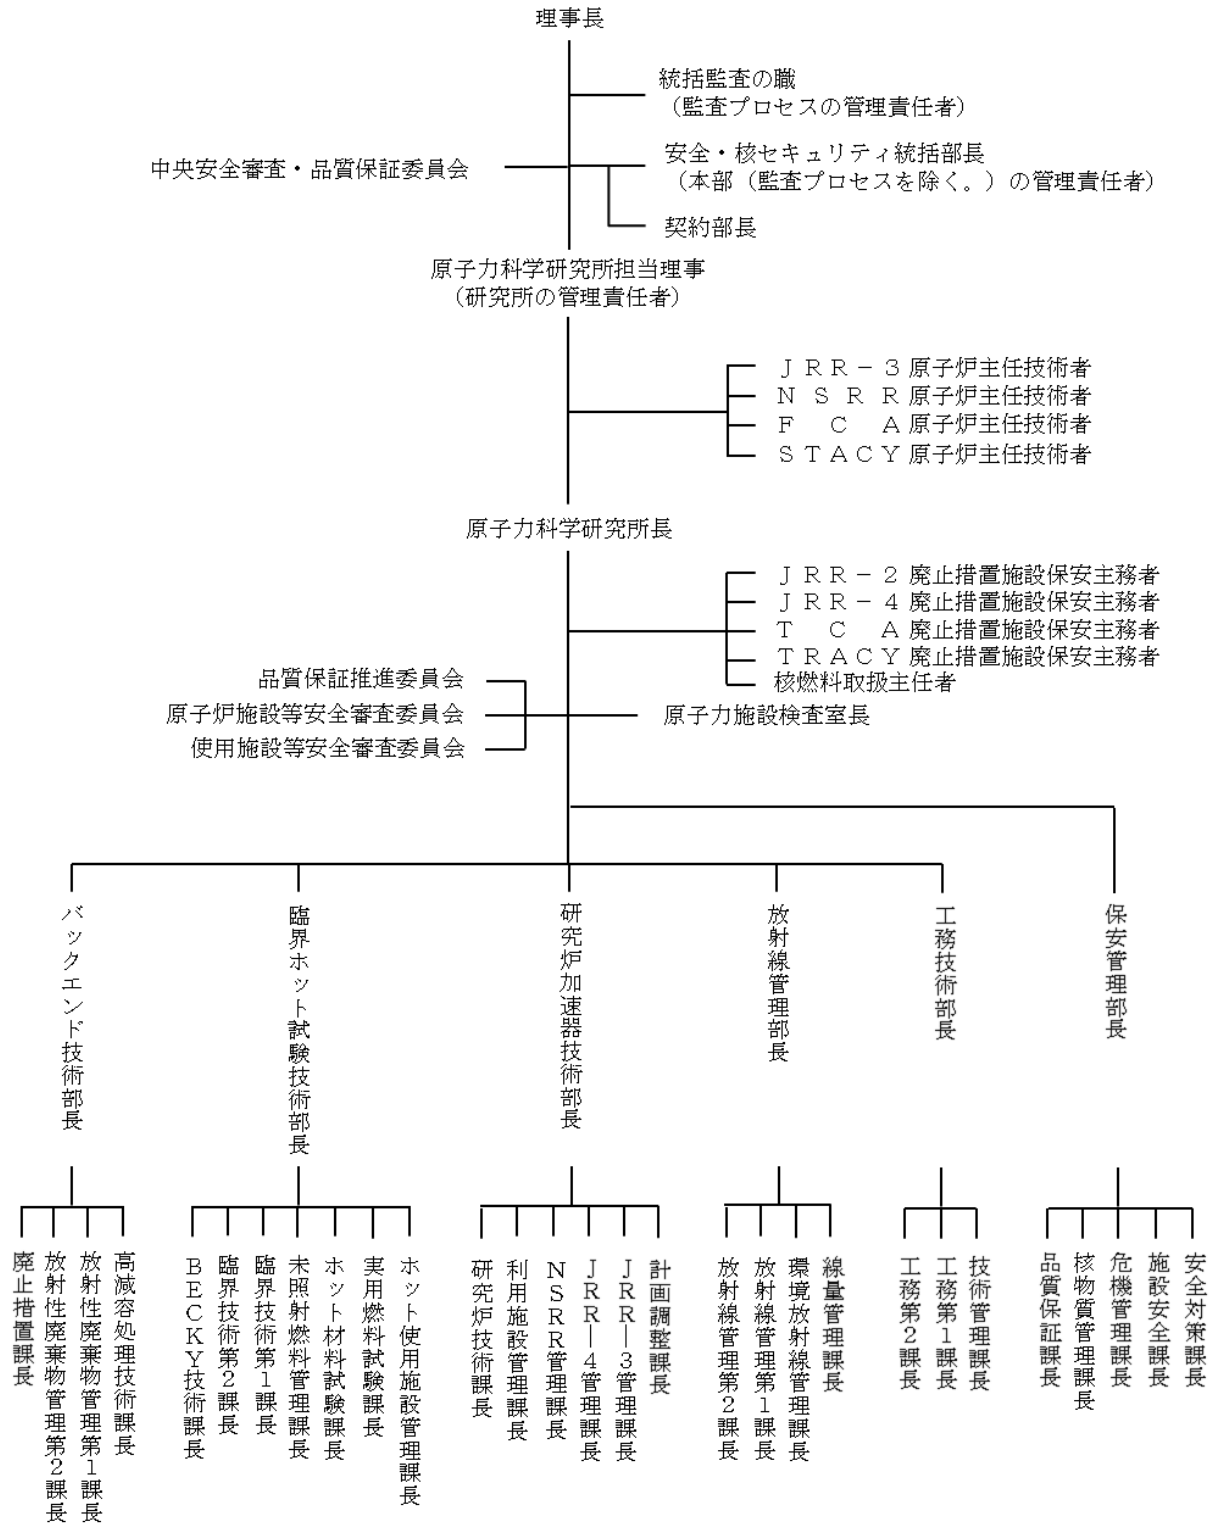 理事長
統括監査の職
（監査プロセスの管理責任者）
中央安全審査・品質保証委員会
安全・核セキュリティ統括部長
（本部（監査プロセスを除く。）の管理責任者）
契約部長
原子力科学研究所担当理事
（研究所の管理責任者）
ＪＲＲ－３原子炉主任技術者
ＮＳＲＲ原子炉主任技術者
ＦＣＡ原子炉主任技術者
ＳＴＡＣＹ原子炉主任技術者
原子力科学研究所長
ＪＲＲ－２廃止措置施設保安主務者
ＪＲＲ－４廃止措置施設保安主務者
ＴＣＡ廃止措置施設保安主務者
ＴＲＡＣＹ廃止措置施設保安主務者
核燃料取扱主任者
品質保証推進委員会
原子炉施設等安全審査委員会
使用施設等安全審査委員会
原子力施設検査室長
バックエンド技術部長
臨界ホット試験技術部長
研究炉加速器技術部長
放射線管理部長
工務技術部長
保安管理部長
廃止措置課長
放射性廃棄物管理第２課長
放射性廃棄物管理第１課長
高減容処理技術課長
ＢＥＣＫＹ技術課長
臨界技術第２課長
臨界技術第１課長
未照射燃料管理課長
ホット材料試験課長
実用燃料試験課長
ホット使用施設管理課長
研究炉技術課長
利用施設管理課長
ＮＳＲＲ管理課長
ＪＲＲ－４管理課長
ＪＲＲ－３管理課長
計画調整課長
放射線管理第２課長
放射線管理第１課長
環境放射線管理課長
線量管理課長
工務第２課長
工務第１課長
技術管理課長
品質保証課長
核物質管理課長
危機管理課長
施設安全課長
安全対策課長